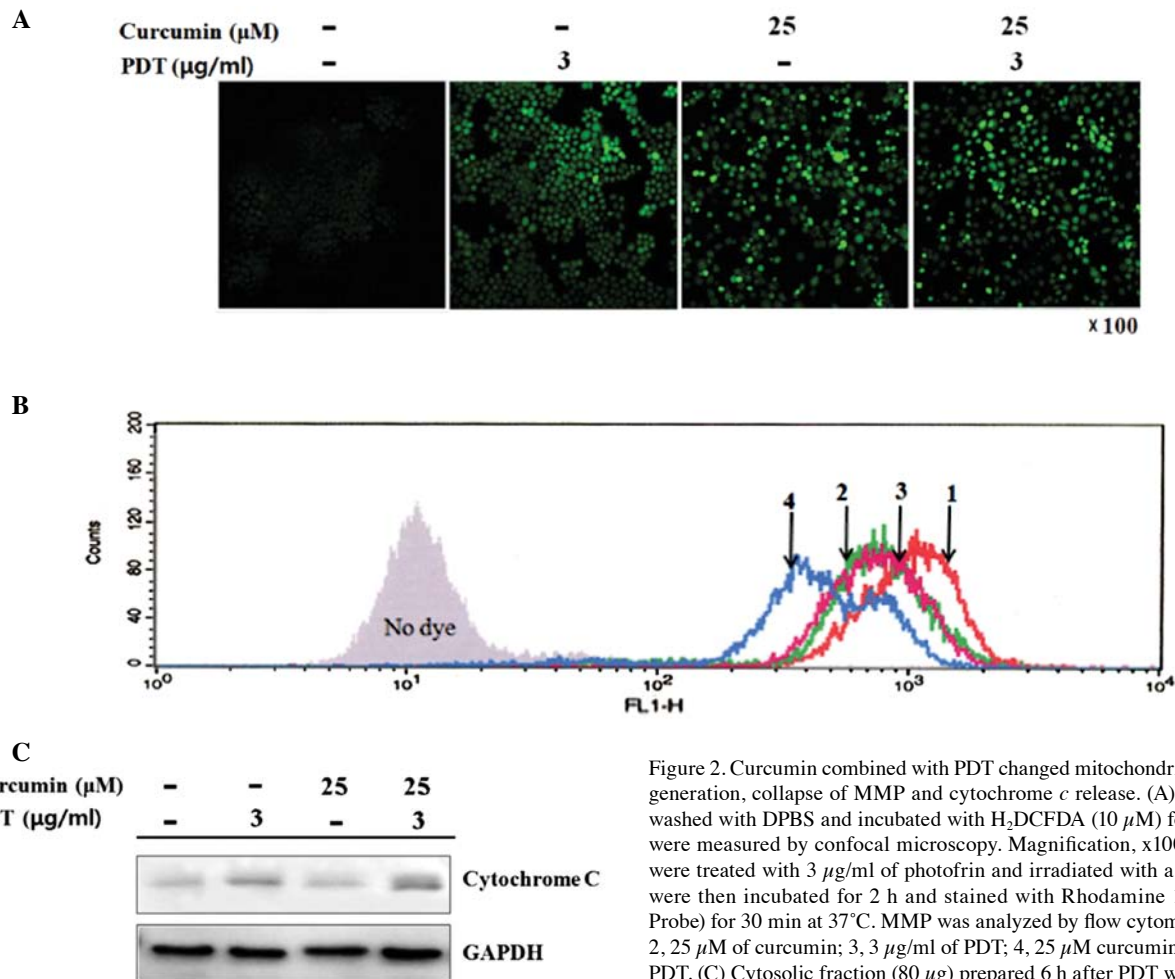 A
Curcumin (μM) – – 25 25
PDT (μg/ml) – 3 – 3
x 100
B
Counts
200
160
120
80
40
0
4 2 3 1
No dye
10⁰ 10¹ 10² 10³ 10⁴
FL1-H
C
rcumin (μM) – – 25 25
T (μg/ml) – 3 – 3
Cytochrome C
GAPDH
Figure 2. Curcumin combined with PDT changed mitochondr
generation, collapse of MMP and cytochrome c release. (A)
washed with DPBS and incubated with H₂DCFDA (10 μM) f
were measured by confocal microscopy. Magnification, x100
were treated with 3 μg/ml of photofrin and irradiated with a
were then incubated for 2 h and stained with Rhodamine
Probe) for 30 min at 37˚C. MMP was analyzed by flow cytom
2, 25 μM of curcumin; 3, 3 μg/ml of PDT; 4, 25 μM curcumin
PDT. (C) Cytosolic fraction (80 μg) prepared 6 h after PDT w